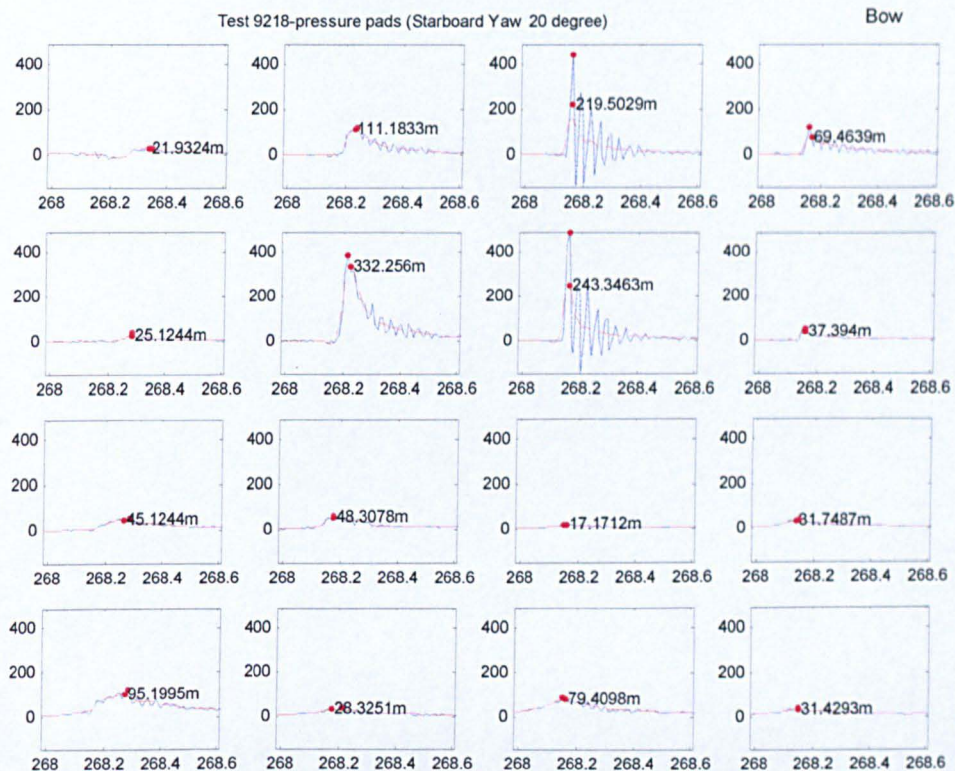 Test 9218-pressure pads (Starboard Yaw 20 degree)
Bow
400 400 400 400
200 200 200 200
0 0 0 0
21.9324m 111.1833m 219.5029m 69.4639m
268 268.2 268.4 268.6 268 268.2 268.4 268.6 268 268.2 268.4 268.6 268 268.2 268.4 268.6
400 400 400 400
200 200 200 200
0 0 0 0
25.1244m 332.256m 243.3463m 37.394m
268 268.2 268.4 268.6 268 268.2 268.4 268.6 268 268.2 268.4 268.6 268 268.2 268.4 268.6
400 400 400 400
200 200 200 200
0 0 0 0
45.1244m 48.3078m 17.1712m 31.7487m
268 268.2 268.4 268.6 268 268.2 268.4 268.6 268 268.2 268.4 268.6 268 268.2 268.4 268.6
400 400 400 400
200 200 200 200
0 0 0 0
95.1995m 28.3251m 79.4098m 31.4293m
268 268.2 268.4 268.6 268 268.2 268.4 268.6 268 268.2 268.4 268.6 268 268.2 268.4 268.6